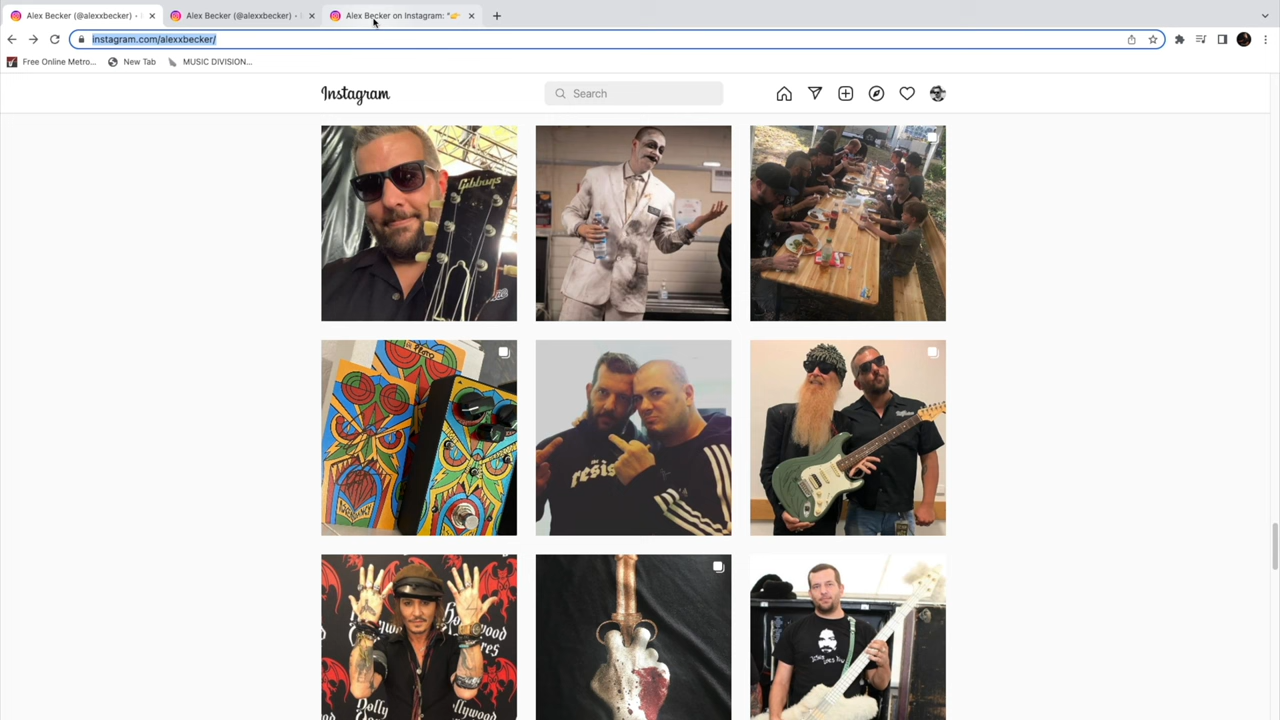 Alex Becker (@alexxbecker) -
Alex Becker (@alexxbecker) -
Alex Becker on Instagram: "👉
instagram.com/alexxbecker/
Free Online Metro...
New Tab
MUSIC DIVISION...
Instagram
Search
Gibbons
the
resis